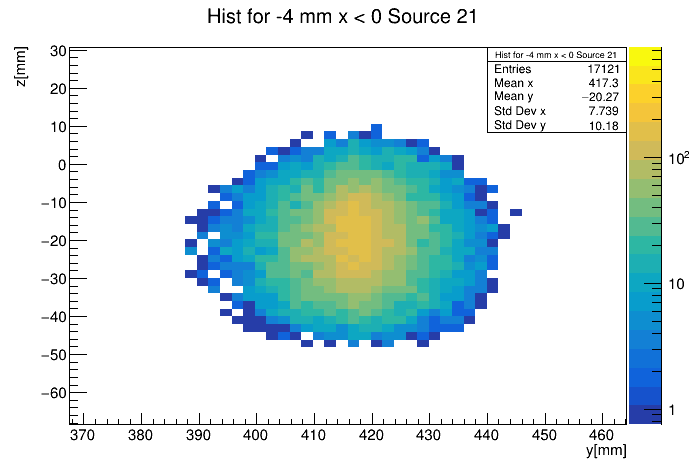 Hist for -4 mm x < 0 Source 21
z[mm]
30
20
10
0
−10
−20
−30
−40
−50
−60
370 380 390 400 410 420 430 440 450 460
y[mm]
Hist for -4 mm x < 0 Source 21
Entries 17121
Mean x 417.3
Mean y −20.27
Std Dev x 7.739
Std Dev y 10.18
10²
10
1